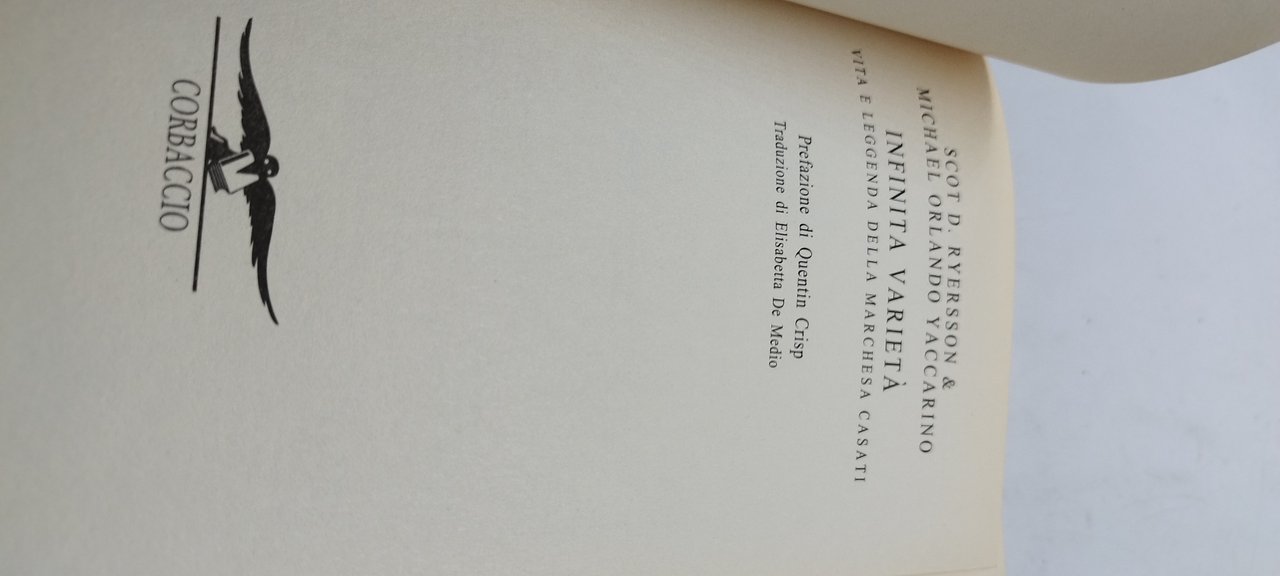 SCOT D. RYERSSON &
MICHAEL ORLANDO YACCARINO
INFINITA VARIETÀ
VITA E LEGGENDA DELLA MARCHESA CASATI
Prefazione di Quentin Crisp
Traduzione di Elisabetta De Medio
CORBACCIO